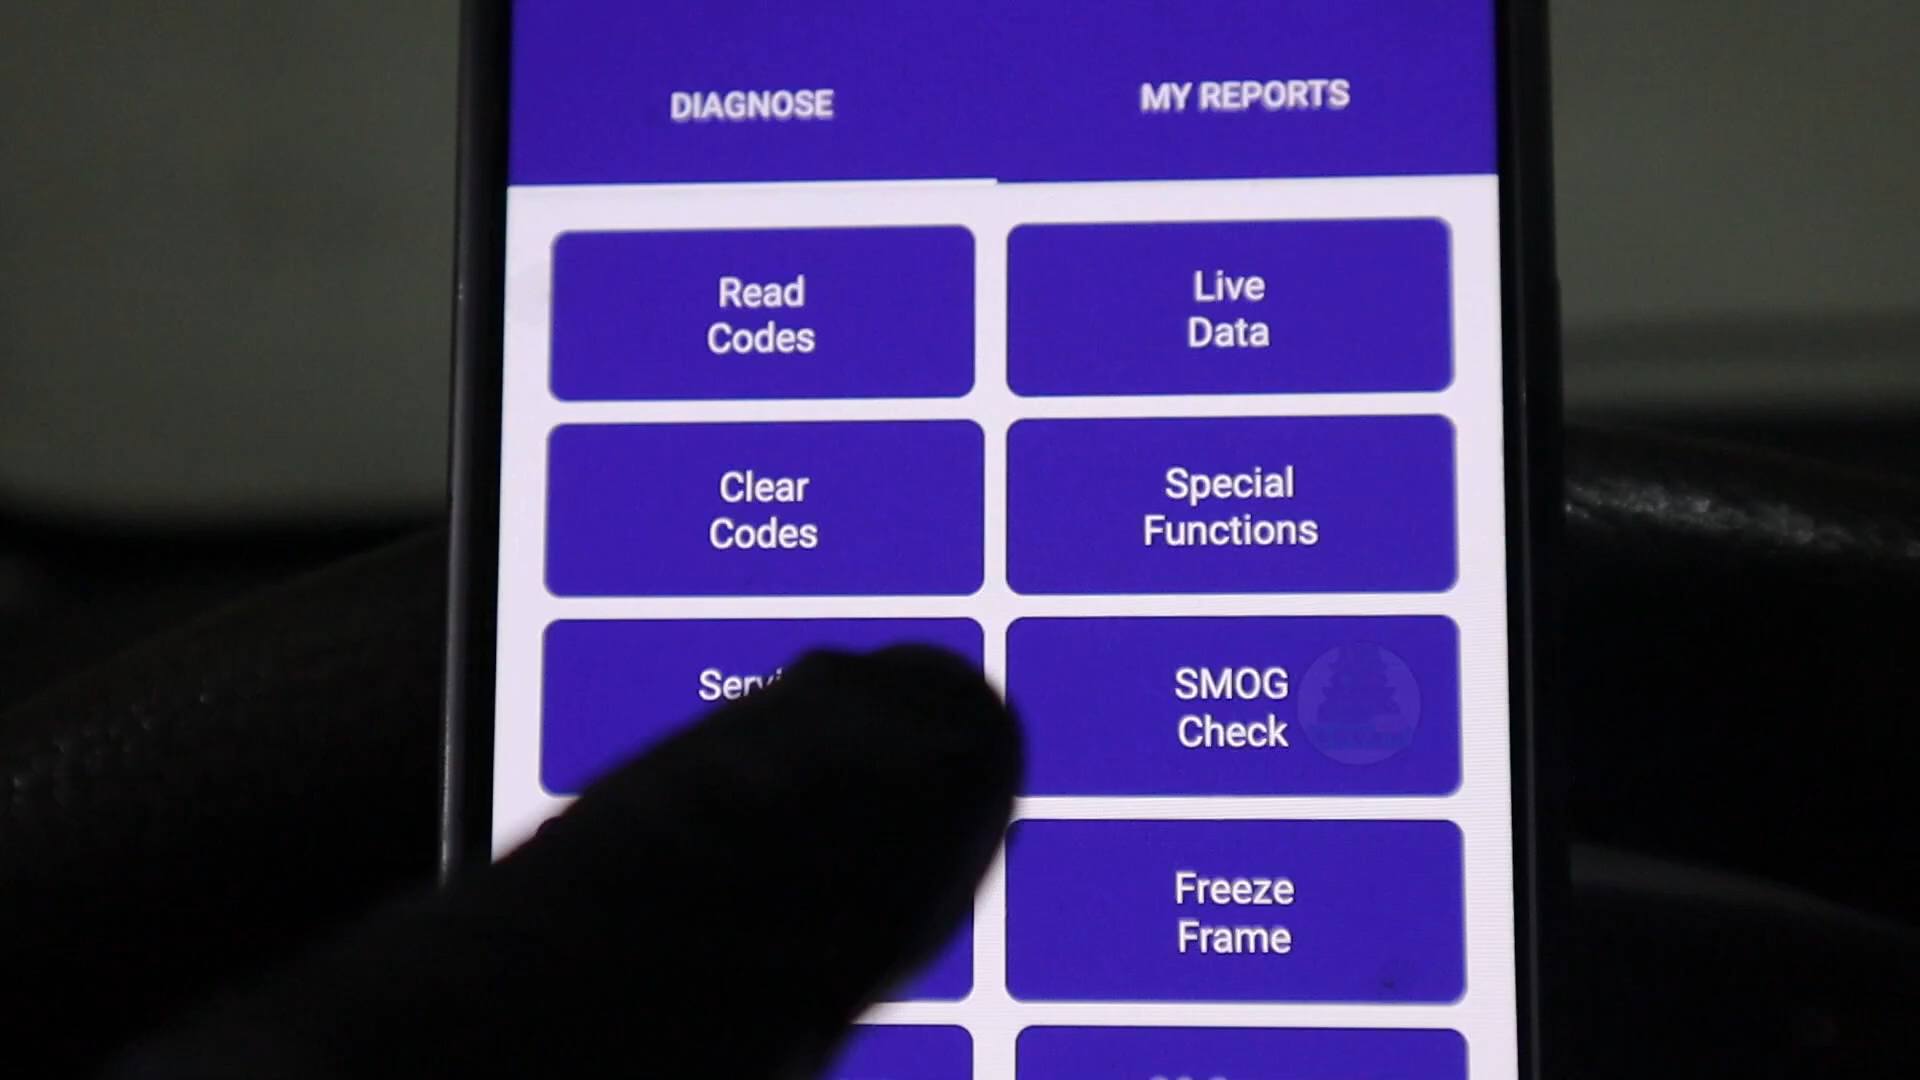 DIAGNOSE
MY REPORTS
Read
Codes
Live
Data
Clear
Codes
Special
Functions
SMOG
Check
Freeze
Frame